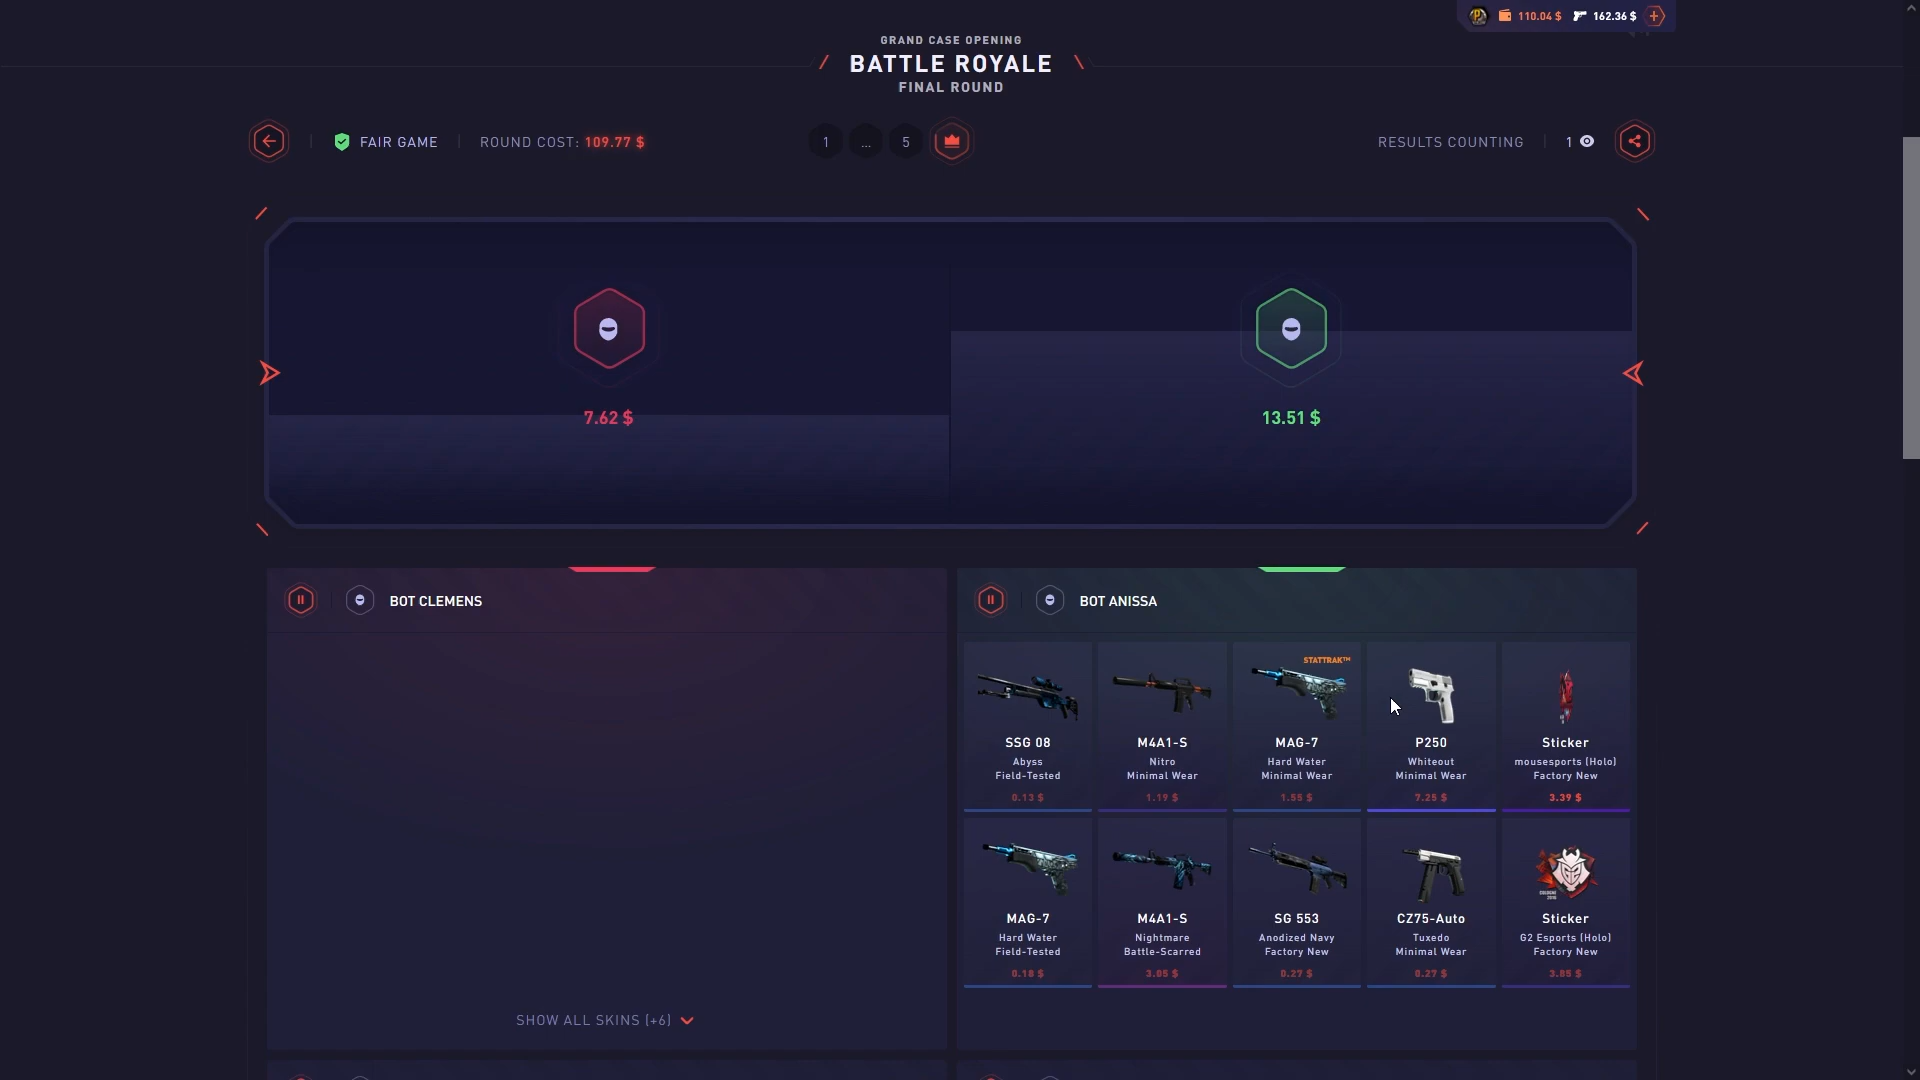 110.04 $ 162.36 $
GRAND CASE OPENING
BATTLE ROYALE
FINAL ROUND
FAIR GAME ROUND COST: 109.77 $ 1 ... 5 RESULTS COUNTING 1
7.62 $ 13.51 $
BOT CLEMENS
SHOW ALL SKINS (+6)
BOT ANISSA
STATTRAK™
SSG 08 M4A1-S MAG-7 P250 Sticker
Abyss Nitro Hard Water Whiteout mousesports (Holo)
Field-Tested Minimal Wear Minimal Wear Minimal Wear Factory New
0.13 $ 1.19 $ 1.55 $ 7.25 $ 3.39 $
MAG-7 M4A1-S SG 553 CZ75-Auto Sticker
Hard Water Nightmare Anodized Navy Tuxedo G2 Esports (Holo)
Field-Tested Battle-Scarred Factory New Minimal Wear Factory New
0.18 $ 3.05 $ 0.27 $ 0.27 $ 3.85 $